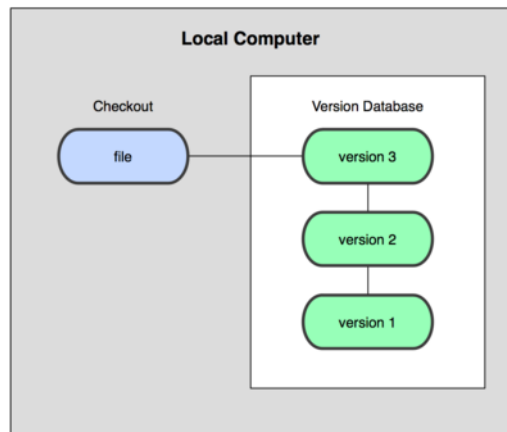 Local Computer
Checkout
Version Database
file
version 3
version 2
version 1